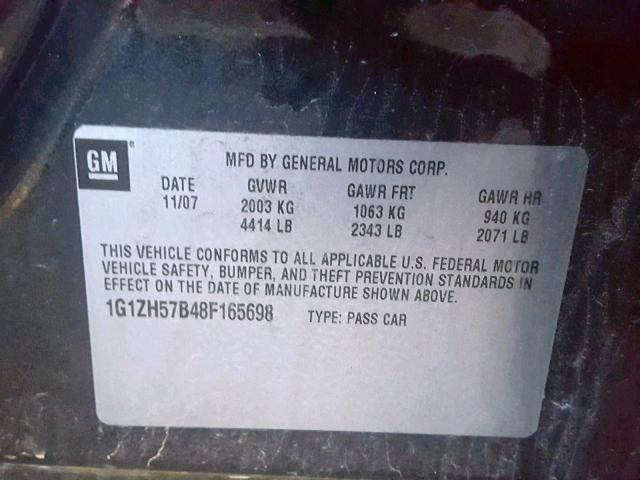 GM
MFD BY GENERAL MOTORS CORP.
DATE GVWR GAWR FRT GAWR RR
11/07 2003 KG 1063 KG 940 KG
4414 LB 2343 LB 2071 LB
THIS VEHICLE CONFORMS TO ALL APPLICABLE U.S. FEDERAL MOTOR
VEHICLE SAFETY, BUMPER, AND THEFT PREVENTION STANDARDS IN
EFFECT ON THE DATE OF MANUFACTURE SHOWN ABOVE.
1G1ZH57B48F165698 TYPE: PASS CAR